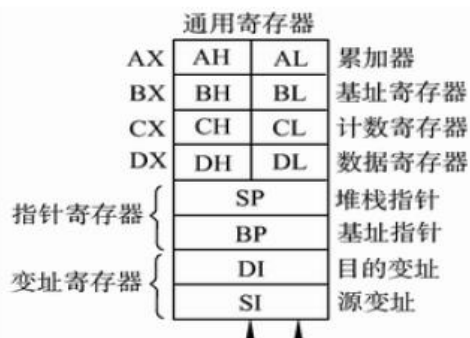 通用寄存器
AX AH AL 累加器
BX BH BL 基址寄存器
CX CH CL 计数寄存器
DX DH DL 数据寄存器
指针寄存器 SP 堆栈指针
BP 基址指针
变址寄存器 DI 目的变址
SI 源变址